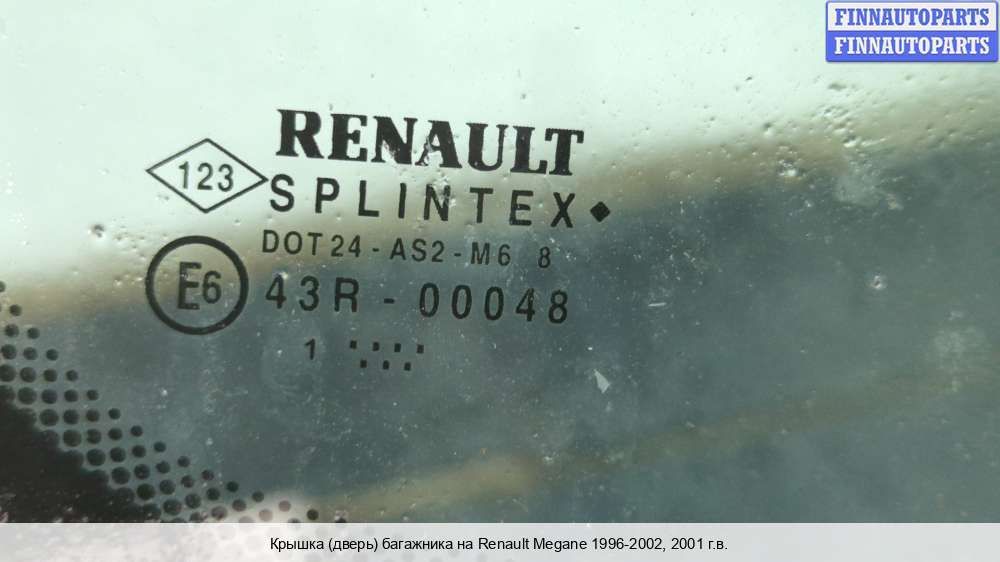 FINNAUTOPARTS
FINNAUTOPARTS
RENAULT
123
SPLINTEX
DOT24-AS2-M6 8
E6
43R-00048
1
Крышка (дверь) багажника на Renault Megane 1996-2002, 2001 г.в.